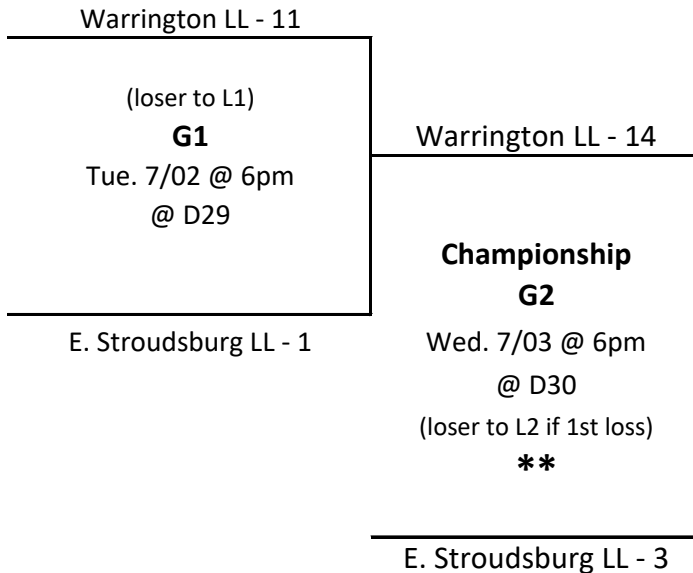 Warrington LL - 11
(loser to L1)
G1
Tue. 7/02 @ 6pm
@ D29
E. Stroudsburg LL - 1
Warrington LL - 14
Championship
G2
Wed. 7/03 @ 6pm
@ D30
(loser to L2 if 1st loss)
**
E. Stroudsburg LL - 3